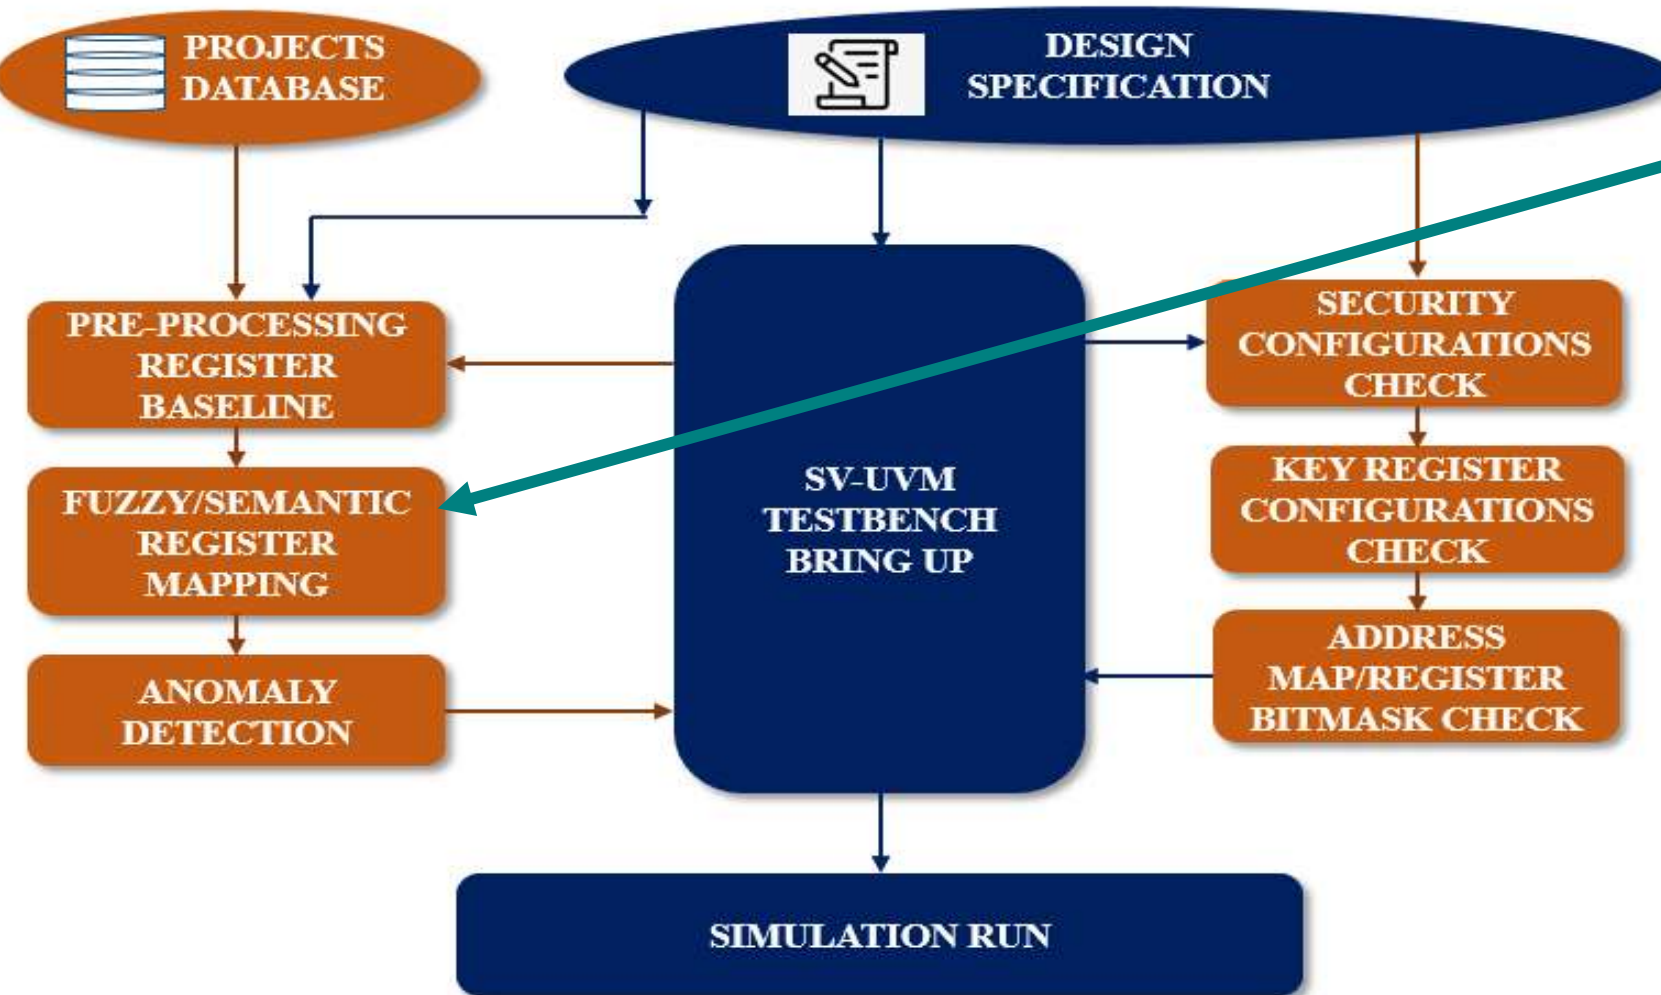 PROJECTS
DATABASE
DESIGN
SPECIFICATION
PRE-PROCESSING
REGISTER
BASELINE
FUZZY/SEMANTIC
REGISTER
MAPPING
ANOMALY
DETECTION
SV-UVM
TESTBENCH
BRING UP
SECURITY
CONFIGURATIONS
CHECK
KEY REGISTER
CONFIGURATIONS
CHECK
ADDRESS
MAP/REGISTER
BITMASK CHECK
SIMULATION RUN